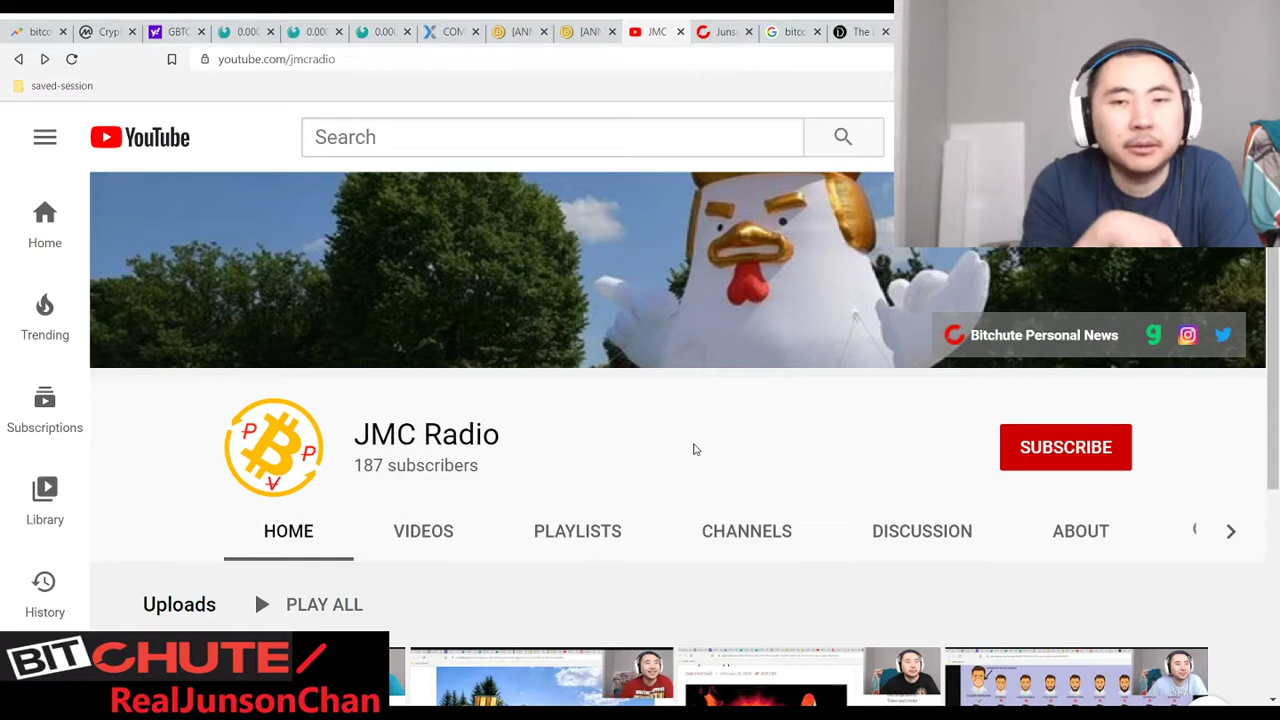 bitco
Cryp
GBTC
0.00
0.00
0.00
COM
[ANN
[ANN
JMC
Juns
bitco
The
youtube.com/jmcradio
saved-session
YouTube
Search
Home
Trending
Subscriptions
Library
History
Bitchute Personal News
JMC Radio
187 subscribers
SUBSCRIBE
HOME
VIDEOS
PLAYLISTS
CHANNELS
DISCUSSION
ABOUT
Uploads
PLAY ALL
BITCHUTE/
RealJunsonChan